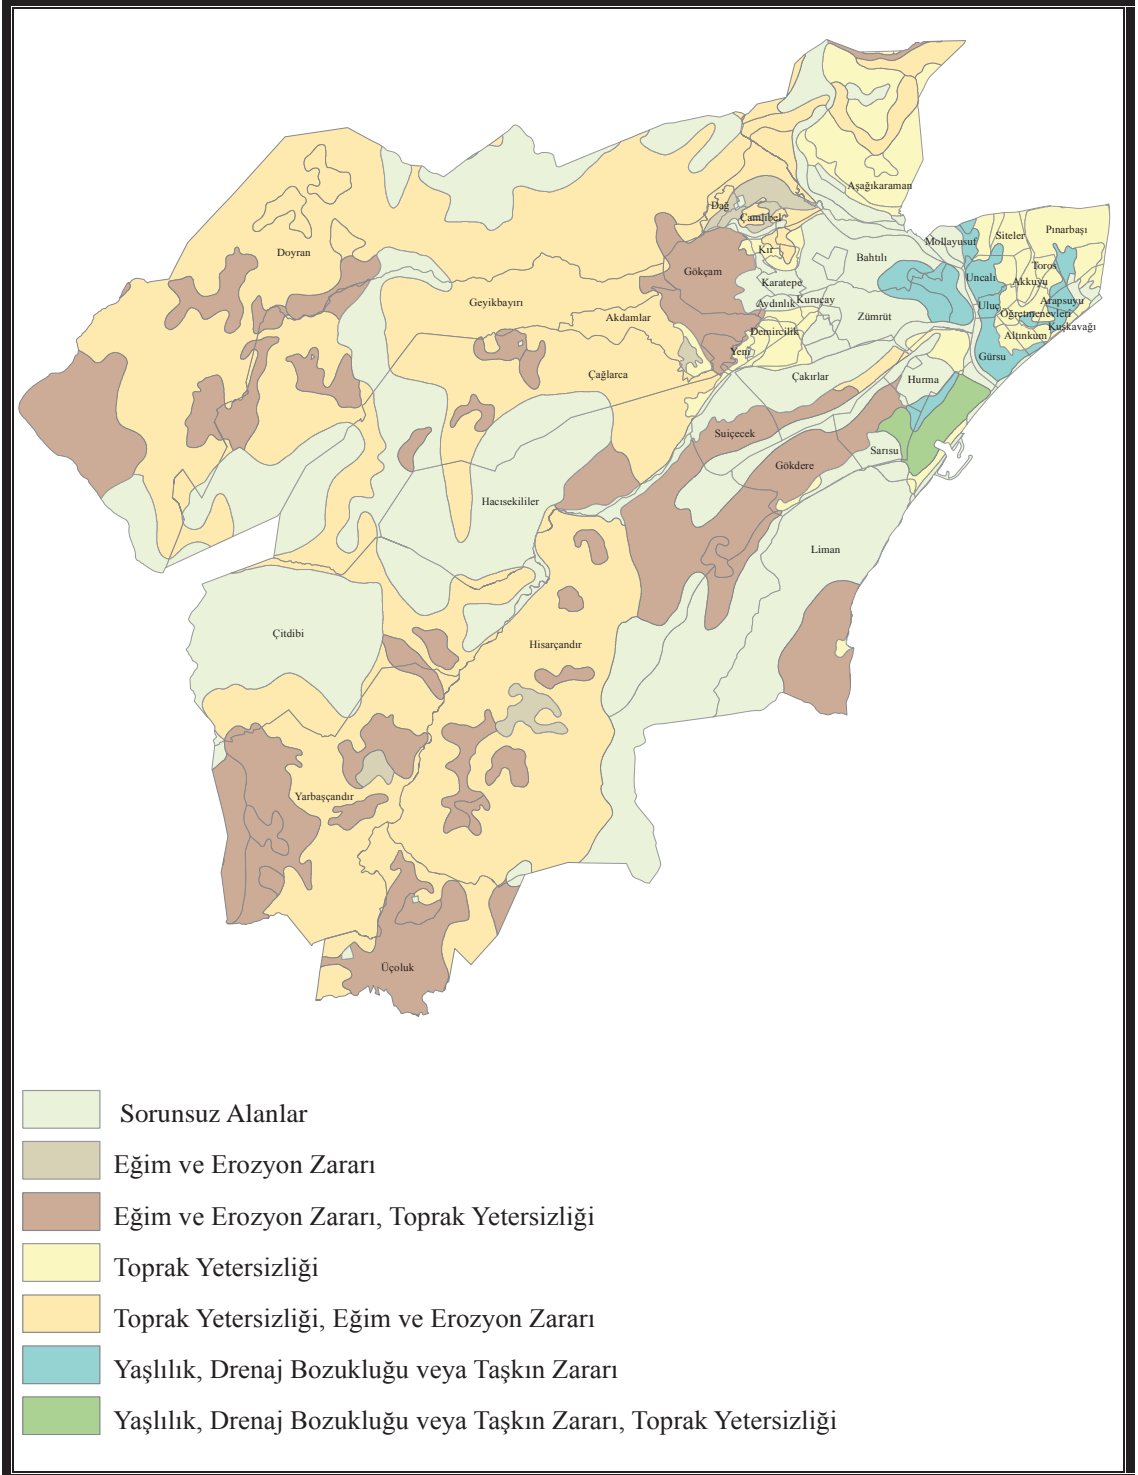 Aşağıkaraman
Dağ
Çamlıbel
Mollayusuf
Siteler
Pınarbaşı
Doyran
Kır
Bahtılı
Gökçam
Toros
Uncalı
Akkuyu
Karatepe
Geyikbayırı
Aydınlık
Kuruçay
Arapsuyu
Uluç
Akdamlar
Zümrüt
Öğretmenevleri
Kuşkavağı
Demircilik
Altınkum
Yeni
Gürsu
Çağlarca
Çakırlar
Hurma
Suiçecek
Sarısu
Gökdere
Hacısekililer
Liman
Çitdibi
Hisarçandır
Yarbaşçandır
Üçoluk
Sorunsuz Alanlar
Eğim ve Erozyon Zararı
Eğim ve Erozyon Zararı, Toprak Yetersizliği
Toprak Yetersizliği
Toprak Yetersizliği, Eğim ve Erozyon Zararı
Yaşlılık, Drenaj Bozukluğu veya Taşkın Zararı
Yaşlılık, Drenaj Bozukluğu veya Taşkın Zararı, Toprak Yetersizliği